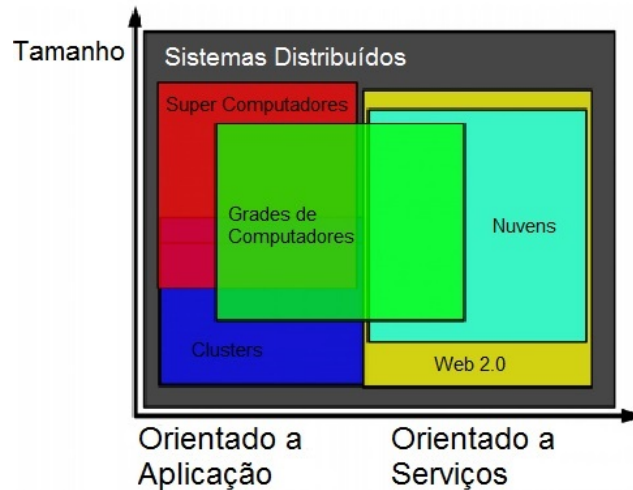 Tamanho
Sistemas Distribuídos
Super Computadores
Grades de
Computadores
Nuvens
Clusters
Web 2.0
Orientado a
Aplicação
Orientado a
Serviços